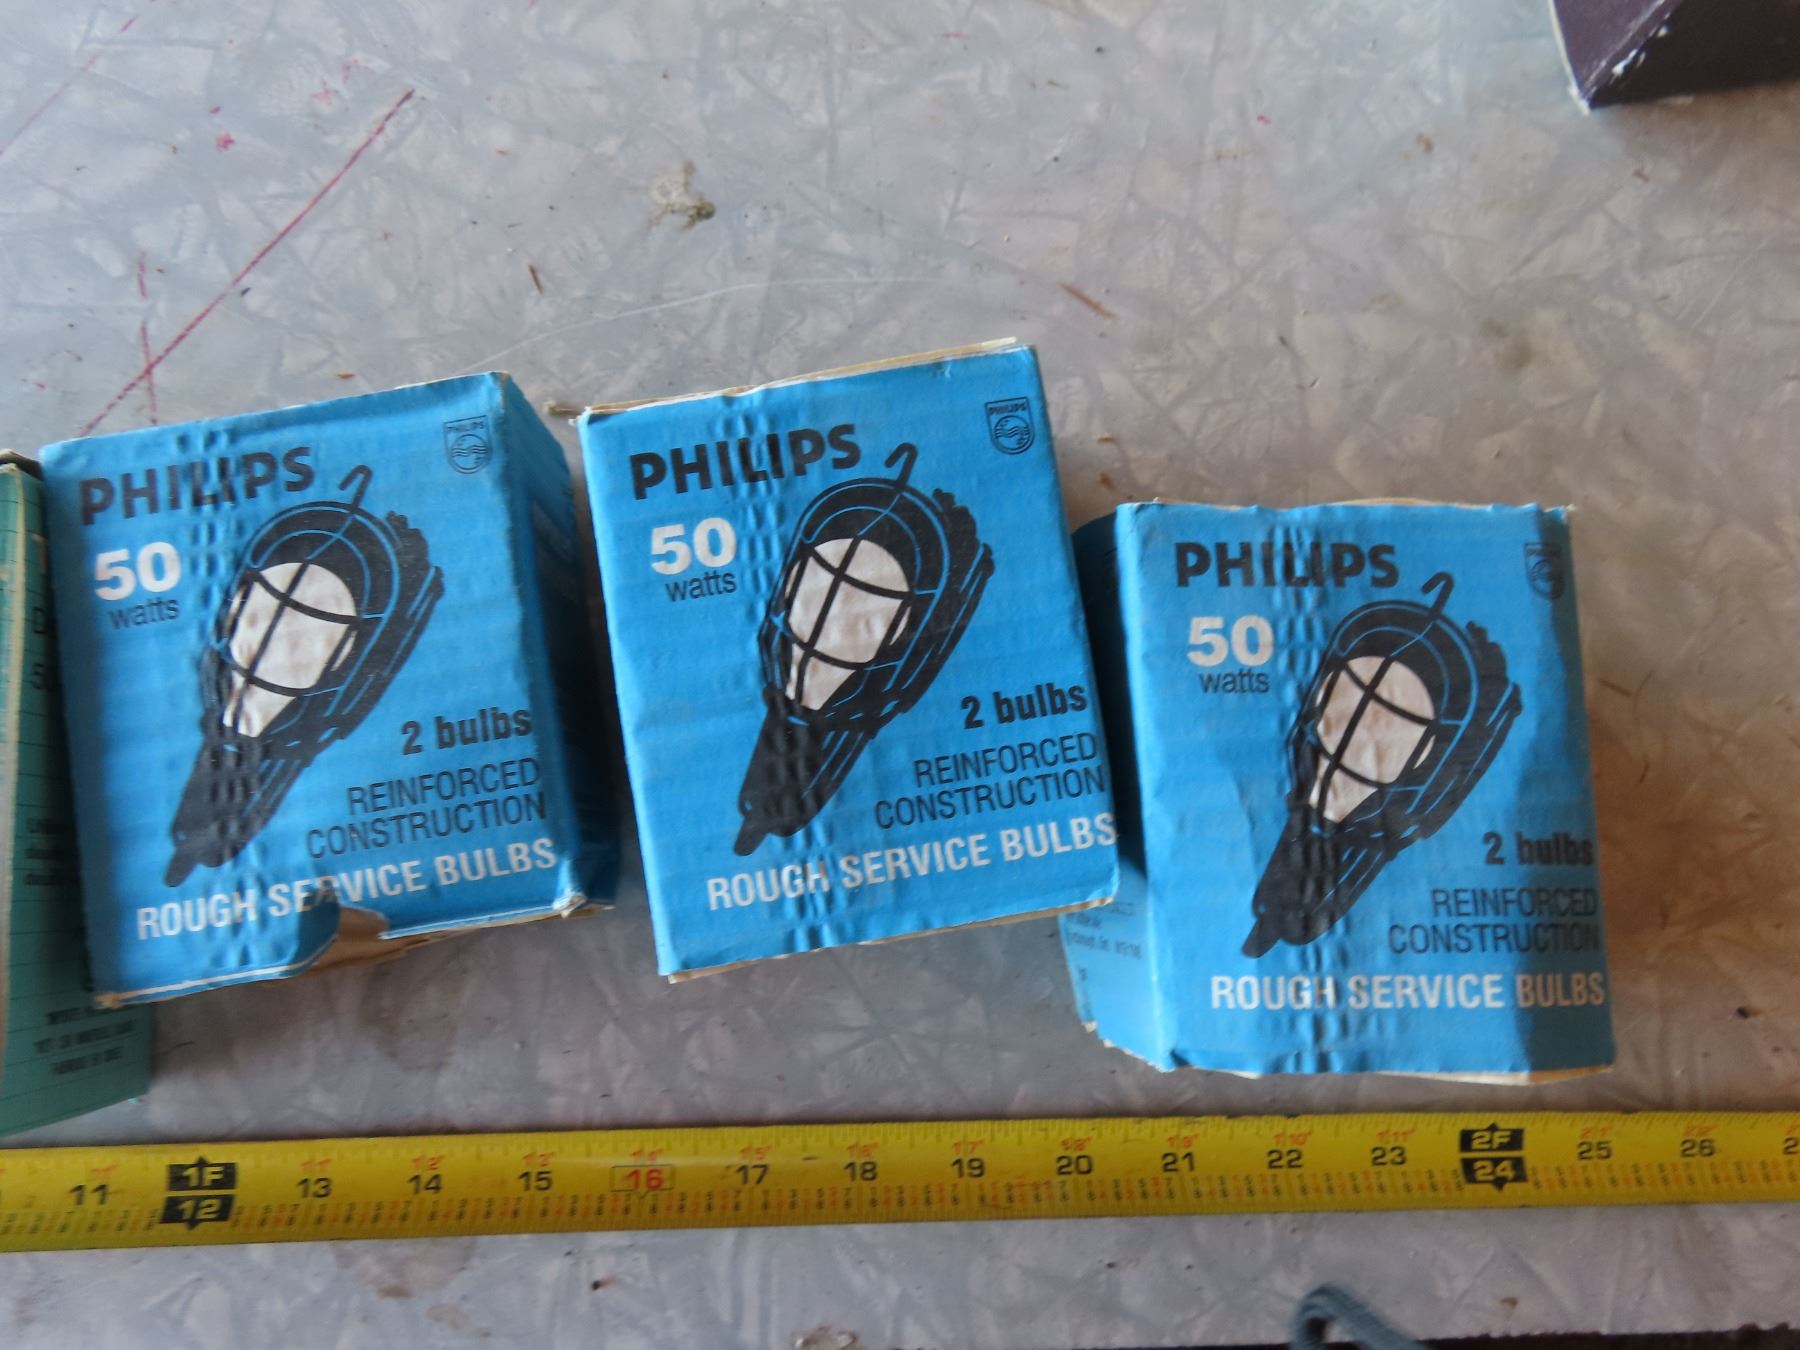 PHILIPS
PHILIPS
50
watts
2 bulbs
REINFORCED
CONSTRUCTION
ROUGH SERVICE BULBS
PHILIPS
PHILIPS
50
watts
2 bulbs
REINFORCED
CONSTRUCTION
ROUGH SERVICE BULBS
PHILIPS
50
watts
2 bulbs
REINFORCED
CONSTRUCTION
ROUGH SERVICE BULBS
1F 2F
11 12 13 14 15 16 17 18 19 20 21 22 23 24 25 26